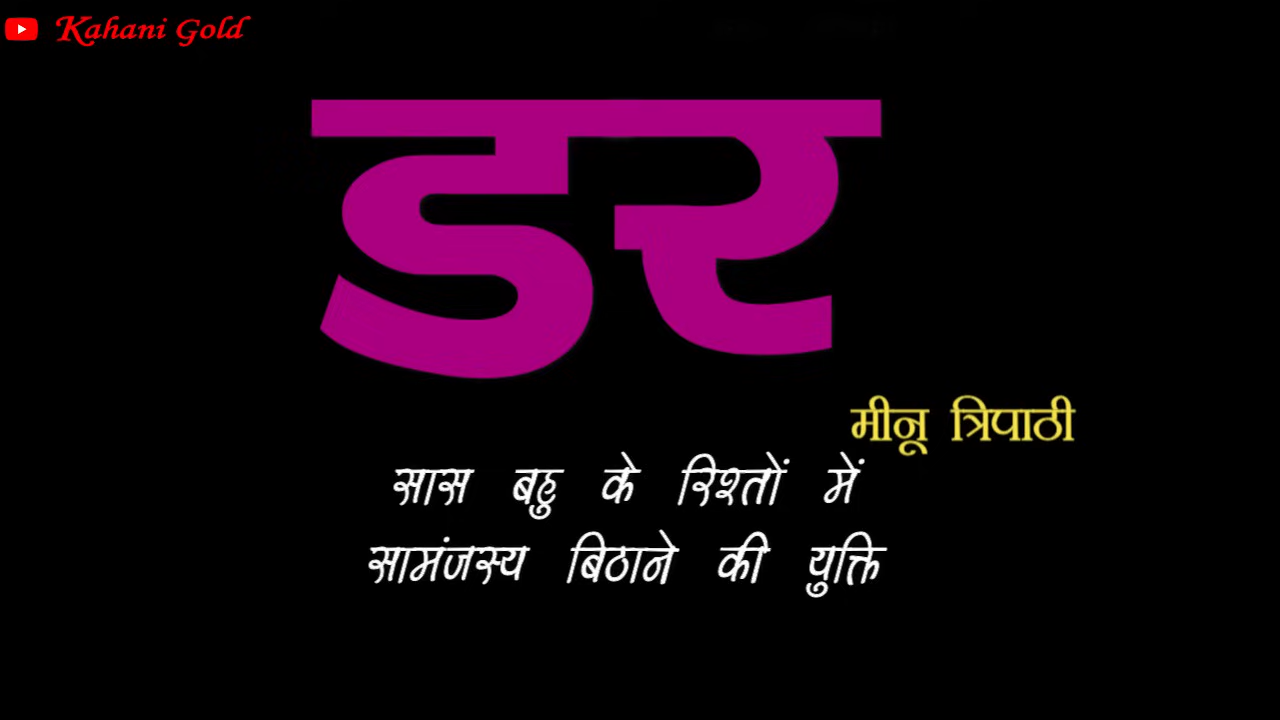 Kahani Gold
डर
मीनू त्रिपाठी
सास बहु के रिश्तों में
सामंजस्य बिठाने की युक्ति